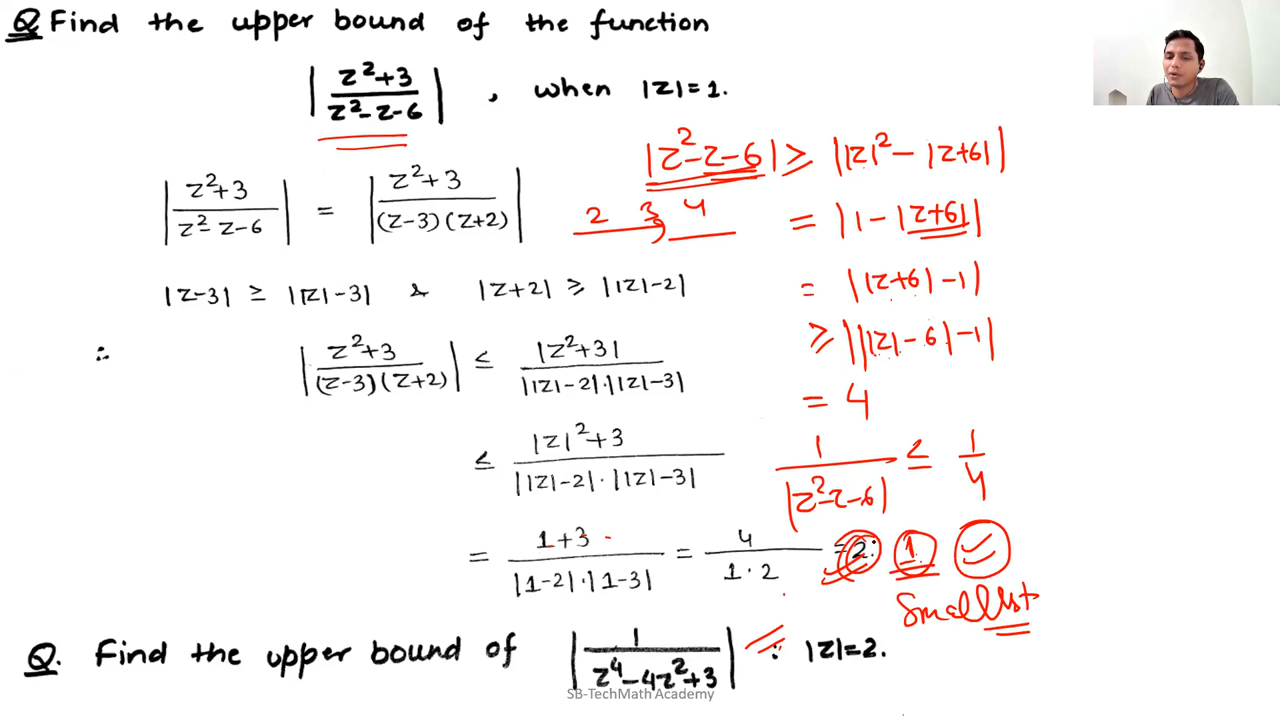 Q Find the upper bound of the function
| (z²+3)/(z²-z-6) | , when |z|=1.
| (z²+3)/(z²-z-6) | = | (z²+3)/((z-3)(z+2)) |
|z-3| ≥ ||z|-3| & |z+2| ≥ ||z|-2|
∴ | (z²+3)/((z-3)(z+2)) | ≤ |z²+3|/(||z|-2|·||z|-3|)
≤ (|z|²+3)/(||z|-2|·||z|-3|)
= (1+3)/(|1-2|·|1-3|) = 4/(1·2) = 2.
|z²-z-6| ≥ ||z|²-|z+6||
2 3 4
= |1-|z+6||
= ||z+6|-1|
≥ |||z|-6|-1|
= 4
1/|z²-z-6| ≤ 1/4
1.
Smallest
Q. Find the upper bound of | 1/(z⁴-4z²+3) | : |z|=2.
SB-TechMath Academy